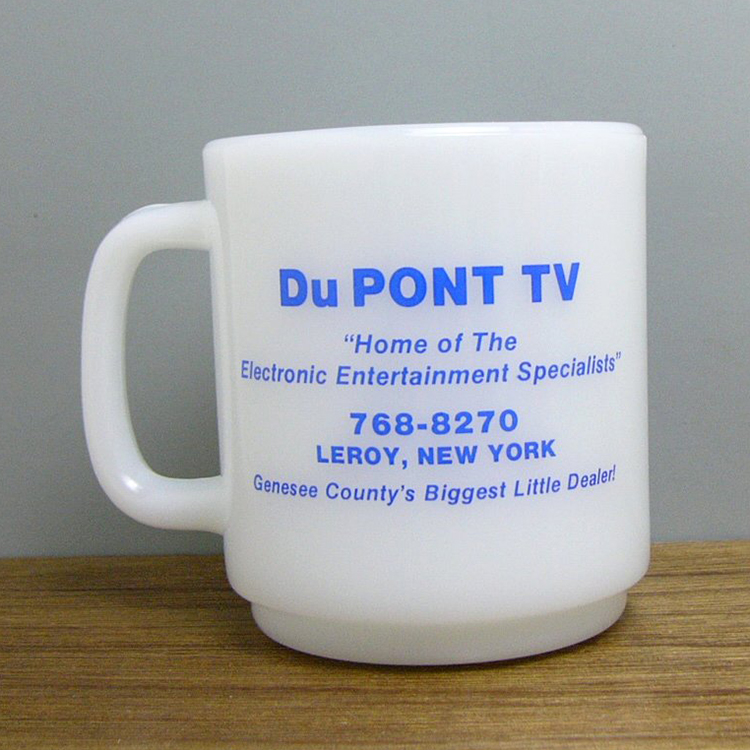 Du PONT TV
“Home of The
Electronic Entertainment Specialists”
768-8270
LEROY, NEW YORK
Genesee County's Biggest Little Dealer!